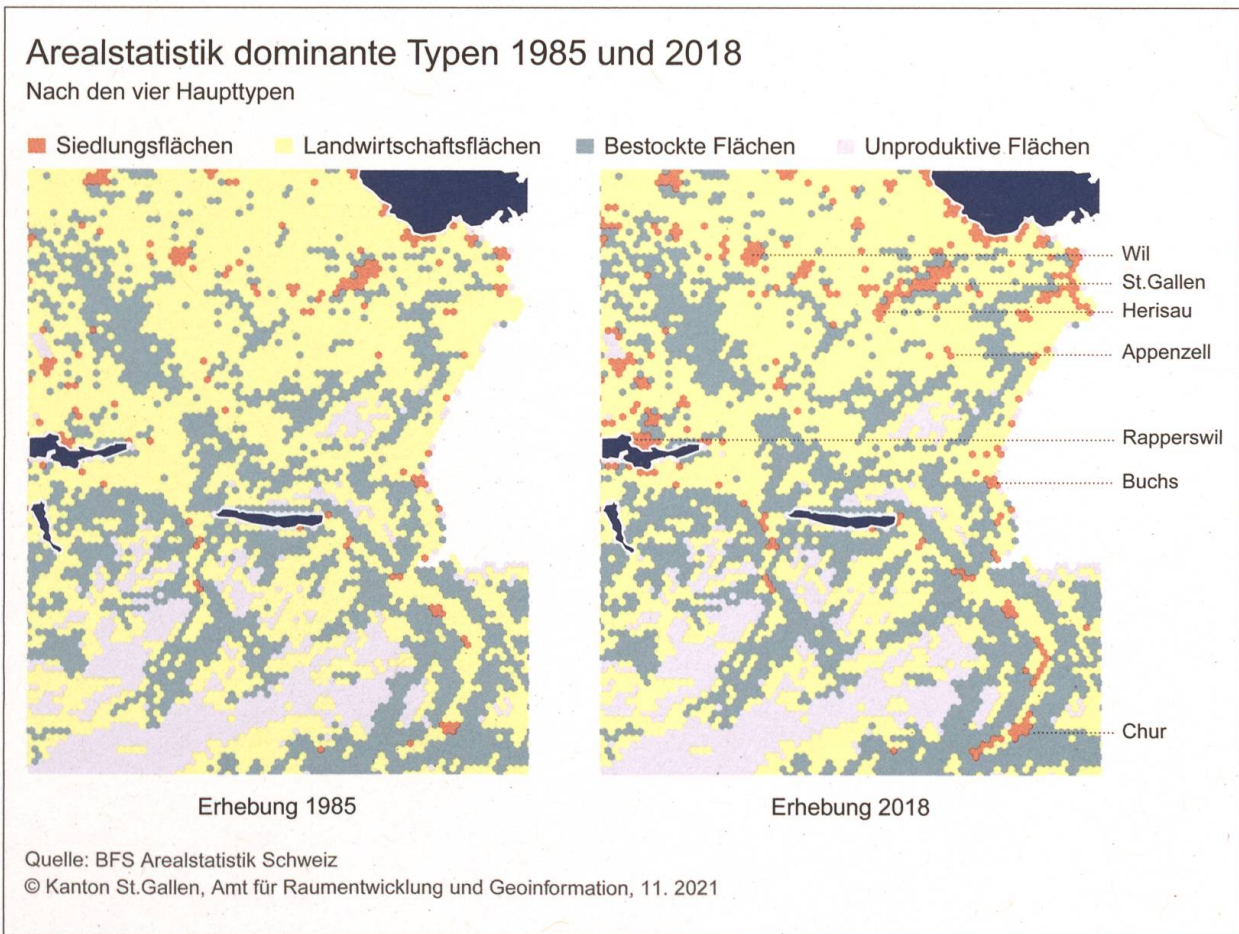 Arealstatistik dominante Typen 1985 und 2018
Nach den vier Haupttypen
Siedlungsflächen Landwirtschaftsflächen Bestockte Flächen Unproduktive Flächen
Wil
St.Gallen
Herisau
Appenzell
Rapperswil
Buchs
Chur
Erhebung 1985 Erhebung 2018
Quelle: BFS Arealstatistik Schweiz
© Kanton St.Gallen, Amt für Raumentwicklung und Geoinformation, 11. 2021